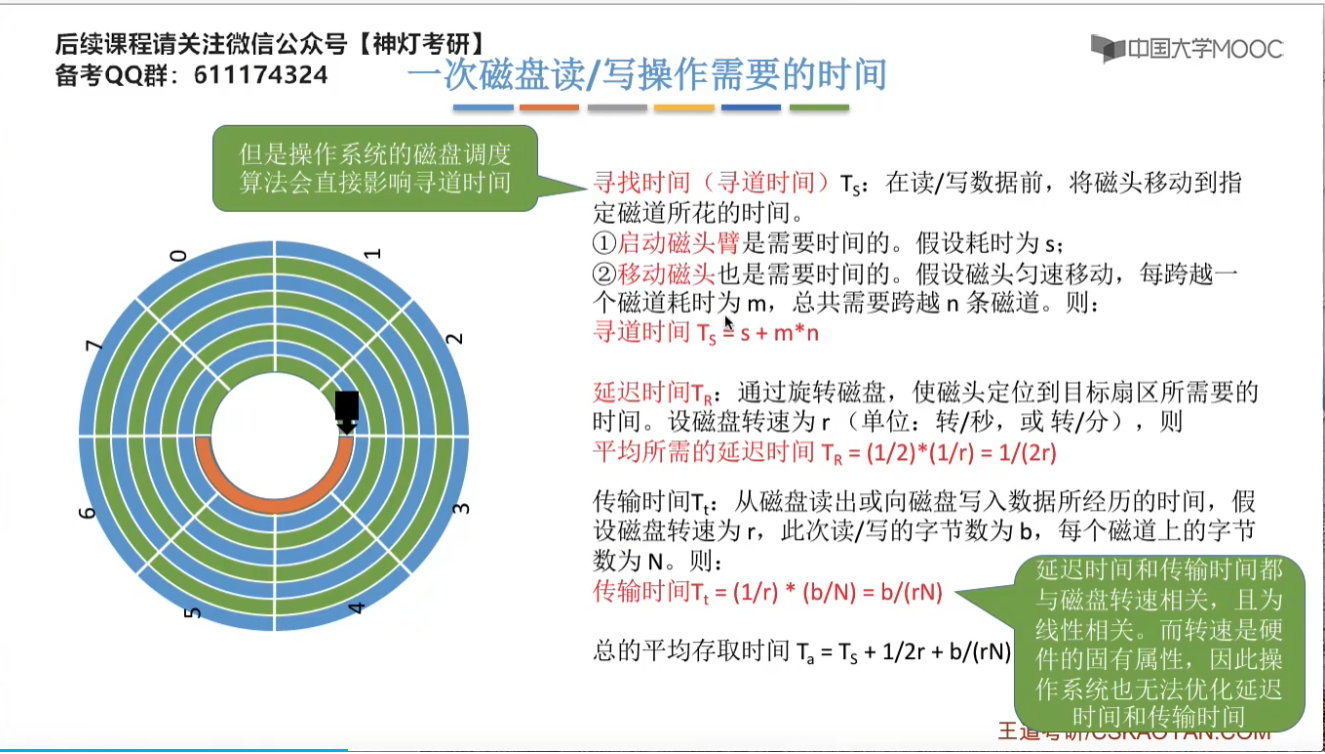 后续课程请关注微信公众号【神灯考研】
备考QQ群：611174324
中国大学MOOC
一次磁盘读/写操作需要的时间
但是操作系统的磁盘调度
算法会直接影响寻道时间
寻找时间（寻道时间）TS：在读/写数据前，将磁头移动到指
定磁道所花的时间。
①启动磁头臂是需要时间的。假设耗时为 s；
②移动磁头也是需要时间的。假设磁头匀速移动，每跨越一
个磁道耗时为 m，总共需要跨越 n 条磁道。则：
寻道时间 TS = s + m*n
0
1
2
3
4
5
6
7
延迟时间TR：通过旋转磁盘，使磁头定位到目标扇区所需要的
时间。设磁盘转速为 r （单位：转/秒，或 转/分），则
平均所需的延迟时间 TR = (1/2)*(1/r) = 1/(2r)
传输时间Tt：从磁盘读出或向磁盘写入数据所经历的时间，假
设磁盘转速为 r，此次读/写的字节数为 b，每个磁道上的字节
数为 N。则：
传输时间Tt = (1/r) * (b/N) = b/(rN)
总的平均存取时间 Ta = TS + 1/2r + b/(rN)
延迟时间和传输时间都
与磁盘转速相关，且为
线性相关。而转速是硬
件的固有属性，因此操
作系统也无法优化延迟
时间和传输时间
王道考研/CSKAOYAN.COM